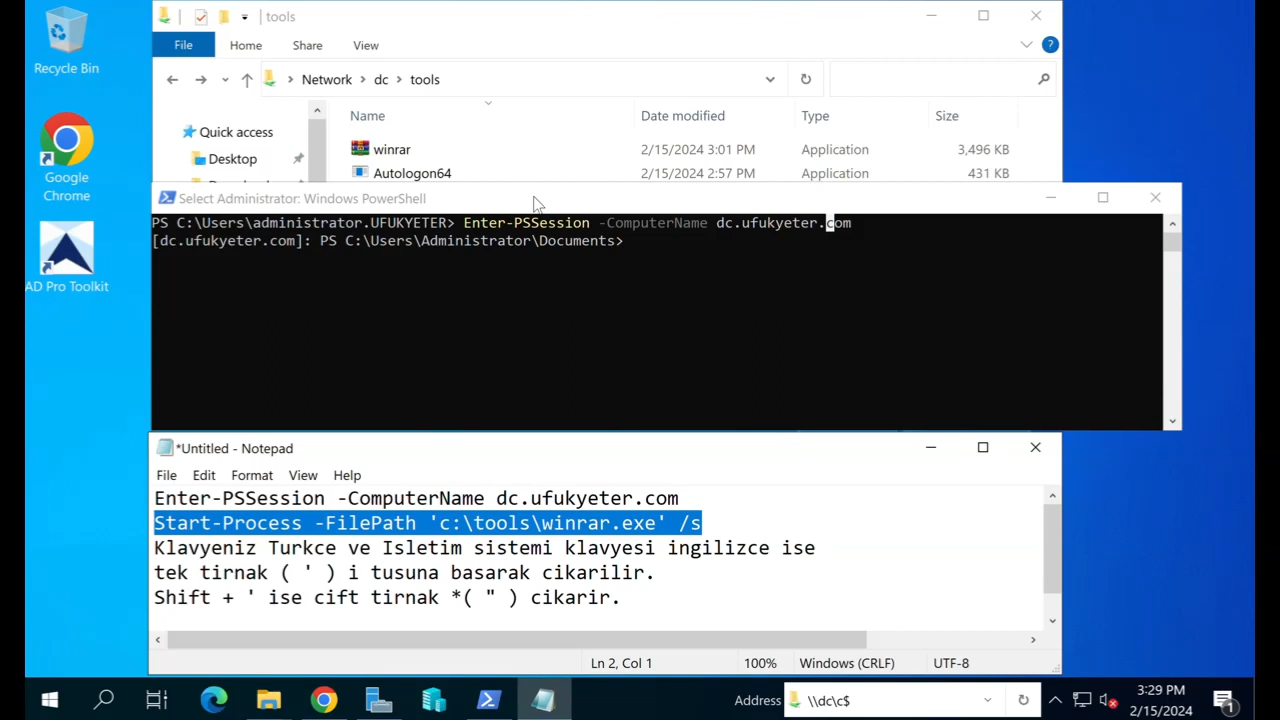 Recycle Bin
Google
Chrome
AD Pro Toolkit
tools
File Home Share View
Network dc tools
Name Date modified Type Size
Quick access
Desktop
winrar 2/15/2024 3:01 PM Application 3,496 KB
Autologon64 2/15/2024 2:57 PM Application 431 KB
Select Administrator: Windows PowerShell
PS C:\Users\administrator.UFUKYETER> Enter-PSSession -ComputerName dc.ufukyeter.com
[dc.ufukyeter.com]: PS C:\Users\Administrator\Documents>
*Untitled - Notepad
File Edit Format View Help
Enter-PSSession -ComputerName dc.ufukyeter.com
Start-Process -FilePath 'c:\tools\winrar.exe' /s
Klavyeniz Turkce ve Isletim sistemi klavyesi ingilizce ise
tek tirnak ( ' ) i tusuna basarak cikarilir.
Shift + ' ise cift tirnak *( " ) cikarir.
Ln 2, Col 1 100% Windows (CRLF) UTF-8
Address \\dc\c$
3:29 PM
2/15/2024
1